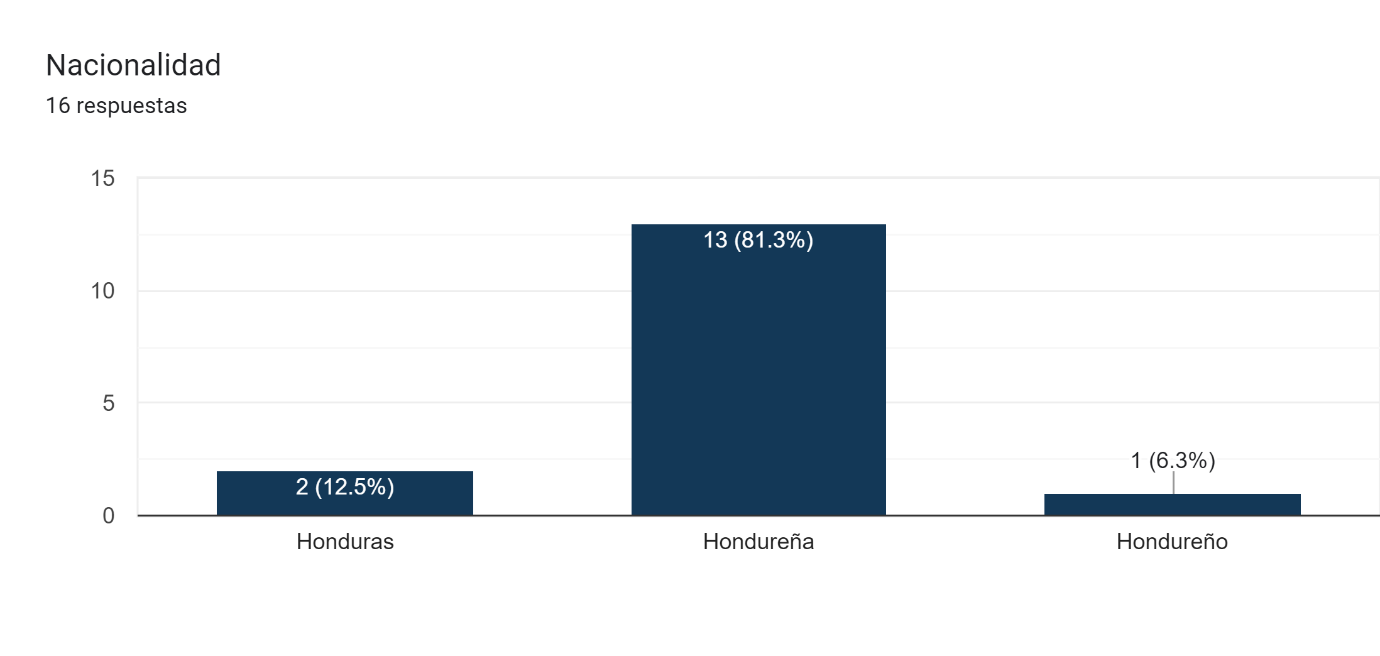 Nacionalidad
16 respuestas
15
10
5
0
2 (12.5%)
13 (81.3%)
1 (6.3%)
Honduras
Hondureña
Hondureño